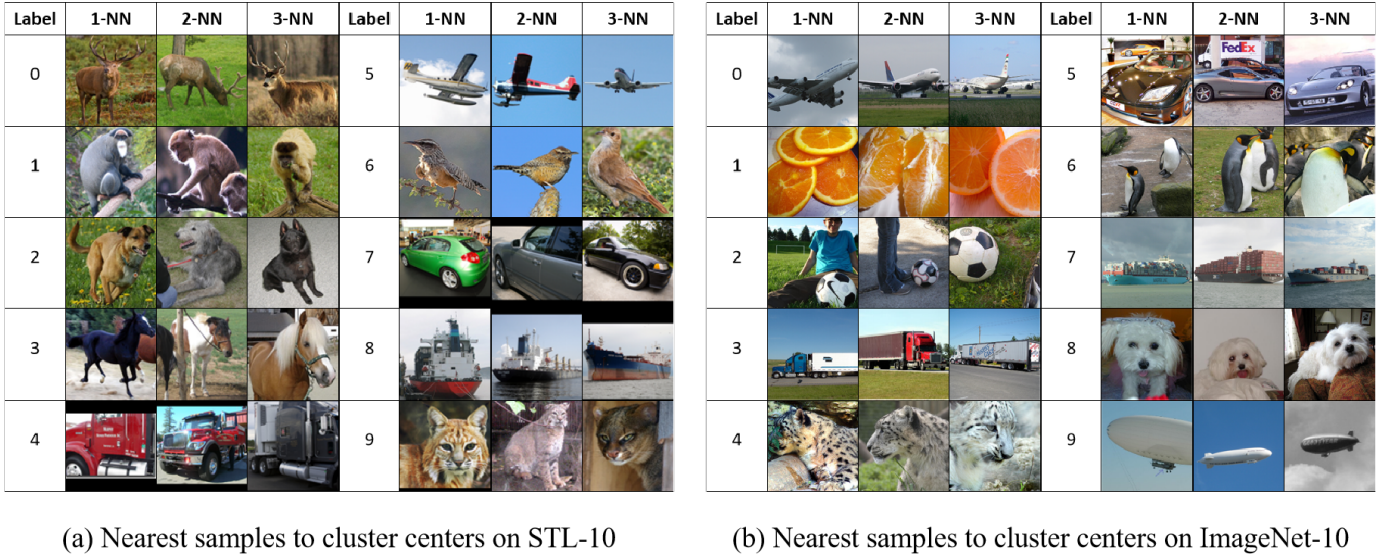 Label 1-NN 2-NN 3-NN Label 1-NN 2-NN 3-NN
0 5
1 6
2 7
3 8
4 9
(a) Nearest samples to cluster centers on STL-10
Label 1-NN 2-NN 3-NN Label 1-NN 2-NN 3-NN
0 5
FedEx
1 6
2 7
3 8
4 9
(b) Nearest samples to cluster centers on ImageNet-10